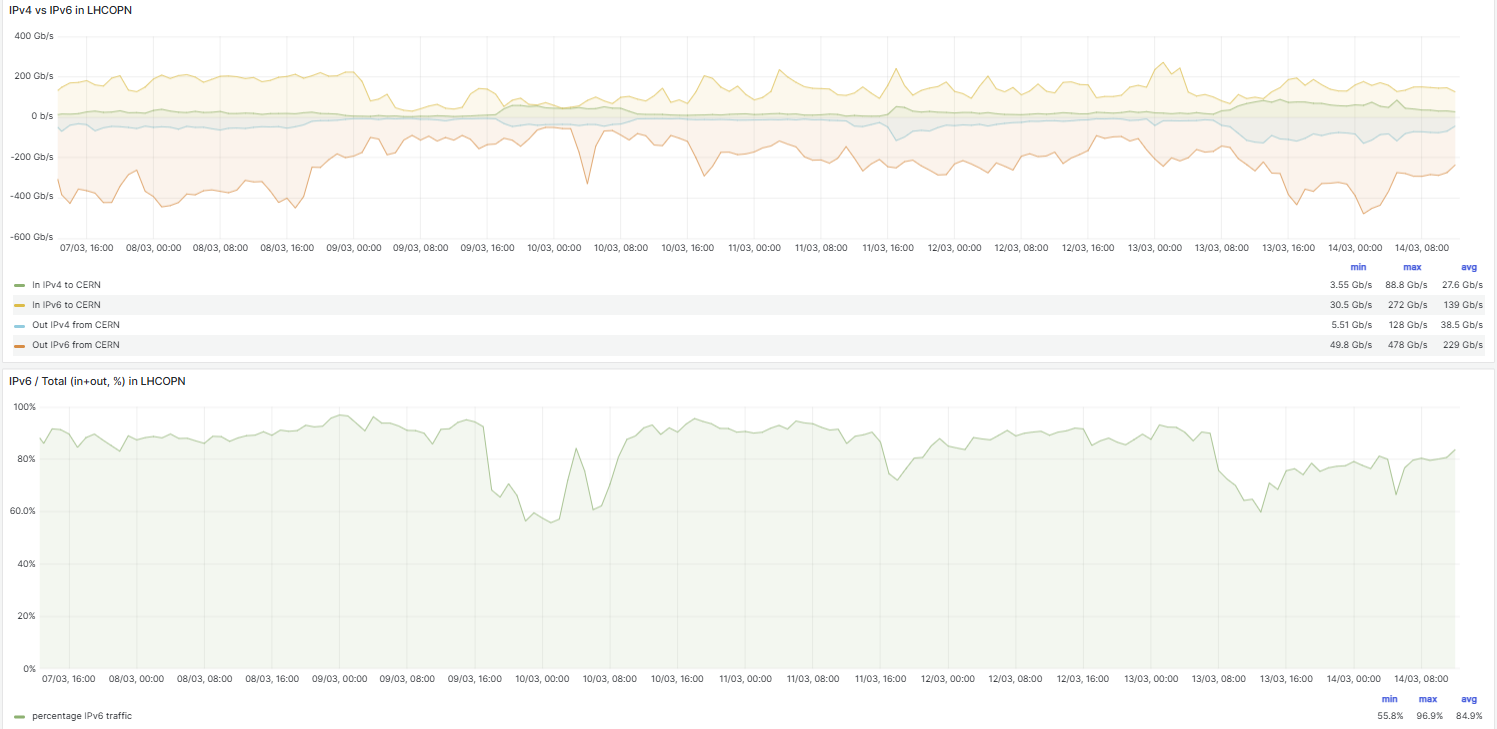 IPv4 vs IPv6 in LHCOPN
400 Gb/s
200 Gb/s
0 b/s
-200 Gb/s
-400 Gb/s
-600 Gb/s
07/03, 16:00 08/03, 00:00 08/03, 08:00 08/03, 16:00 09/03, 00:00 09/03, 08:00 09/03, 16:00 10/03, 00:00 10/03, 08:00 10/03, 16:00 11/03, 00:00 11/03, 08:00 11/03, 16:00 12/03, 00:00 12/03, 08:00 12/03, 16:00 13/03, 00:00 13/03, 08:00 13/03, 16:00 14/03, 00:00 14/03, 08:00
min max avg
In IPv4 to CERN 3.55 Gb/s 88.8 Gb/s 27.6 Gb/s
In IPv6 to CERN 30.5 Gb/s 272 Gb/s 139 Gb/s
Out IPv4 from CERN 5.51 Gb/s 128 Gb/s 38.5 Gb/s
Out IPv6 from CERN 49.8 Gb/s 478 Gb/s 229 Gb/s
IPv6 / Total (in+out, %) in LHCOPN
100%
80%
60.0%
40%
20%
0%
07/03, 16:00 08/03, 00:00 08/03, 08:00 08/03, 16:00 09/03, 00:00 09/03, 08:00 09/03, 16:00 10/03, 00:00 10/03, 08:00 10/03, 16:00 11/03, 00:00 11/03, 08:00 11/03, 16:00 12/03, 00:00 12/03, 08:00 12/03, 16:00 13/03, 00:00 13/03, 08:00 13/03, 16:00 14/03, 00:00 14/03, 08:00
min max avg
percentage IPv6 traffic 55.8% 96.9% 84.9%